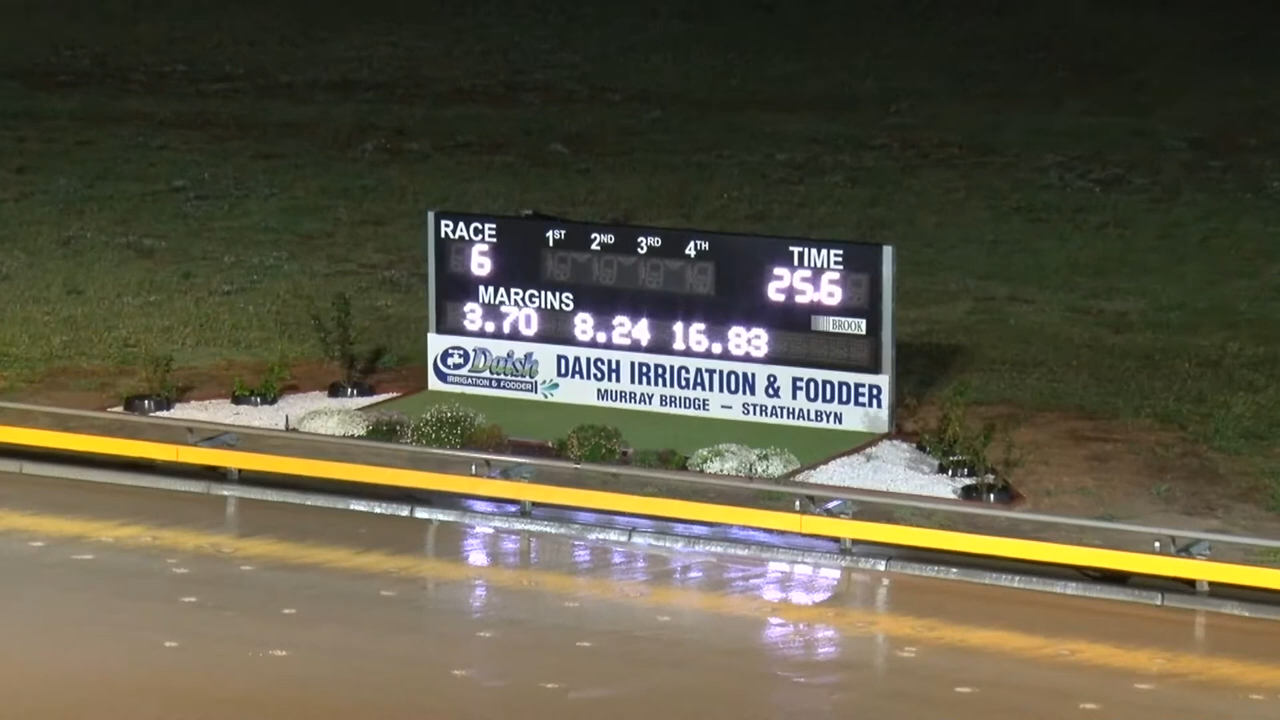 RACE 1ST 2ND 3RD 4TH TIME
6 25.6
MARGINS
3.70 8.24 16.83
BROOK
Daish
IRRIGATION & FODDER
DAISH IRRIGATION & FODDER
MURRAY BRIDGE – STRATHALBYN